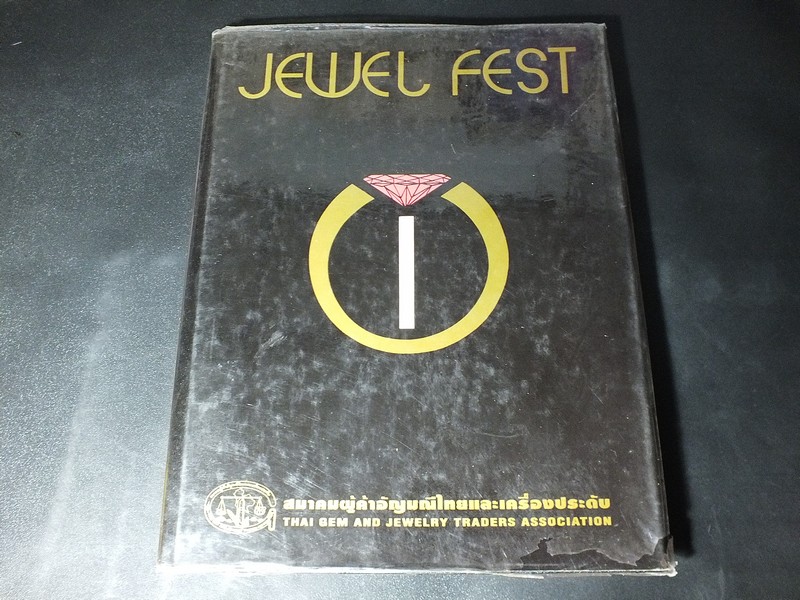 JEWEL FEST
สมาคมผู้ค้าอัญมณีไทยและเครื่องประดับ
THAI GEM AND JEWELRY TRADERS ASSOCIATION